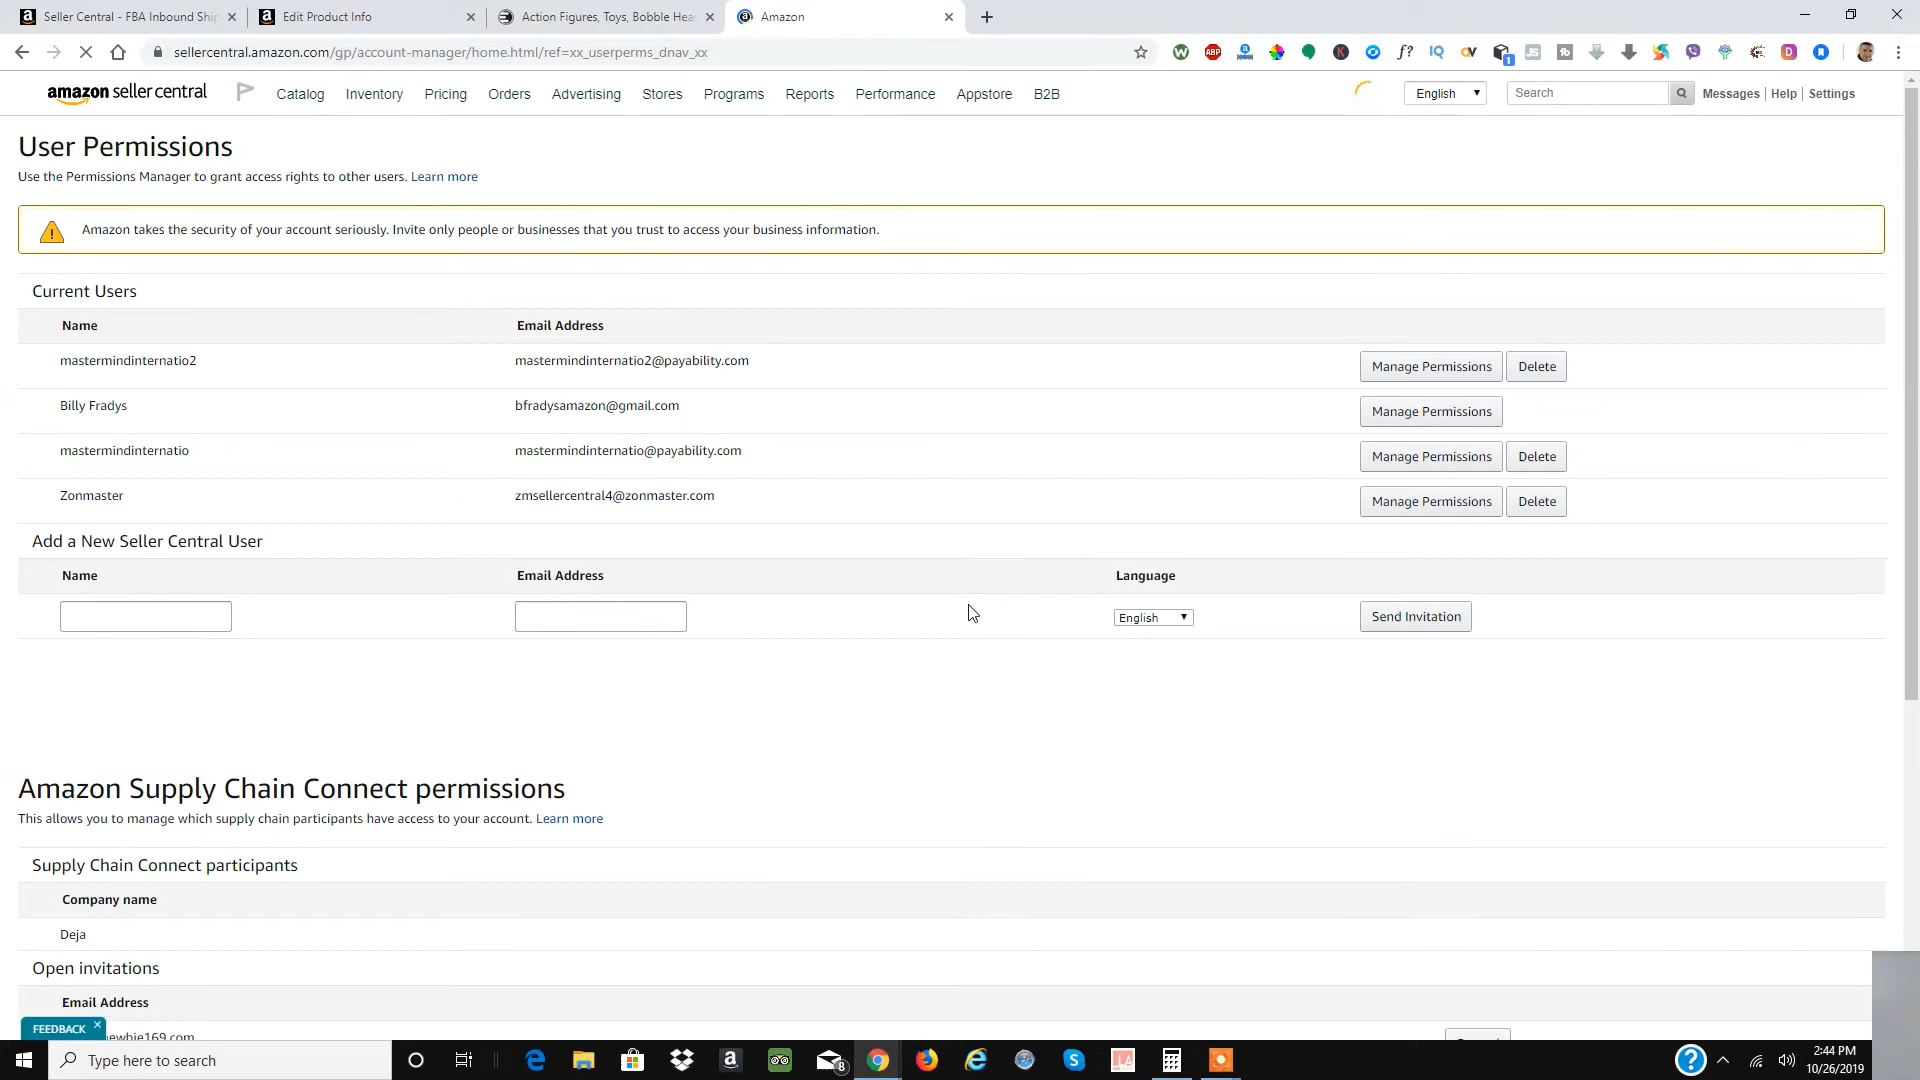 Seller Central - FBA Inbound Ship
Edit Product Info
Action Figures, Toys, Bobble Hea
Amazon
sellercentral.amazon.com/gp/account-manager/home.html/ref=xx_userperms_dnav_xx
amazon seller central
Catalog Inventory Pricing Orders Advertising Stores Programs Reports Performance Appstore B2B
English
Search
Messages | Help | Settings
User Permissions
Use the Permissions Manager to grant access rights to other users. Learn more
Amazon takes the security of your account seriously. Invite only people or businesses that you trust to access your business information.
Current Users
Name Email Address
mastermindinternatio2 mastermindinternatio2@payability.com Manage Permissions Delete
Billy Fradys bfradysamazon@gmail.com Manage Permissions
mastermindinternatio mastermindinternatio@payability.com Manage Permissions Delete
Zonmaster zmsellercentral4@zonmaster.com Manage Permissions Delete
Add a New Seller Central User
Name Email Address Language
English Send Invitation
Amazon Supply Chain Connect permissions
This allows you to manage which supply chain participants have access to your account. Learn more
Supply Chain Connect participants
Company name
Deja
Open invitations
Email Address
FEEDBACK
Type here to search
2:44 PM
10/26/2019